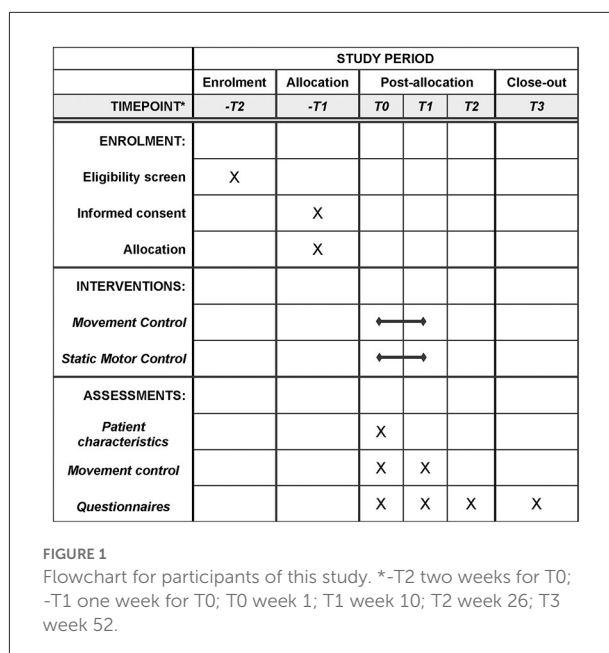 STUDY PERIOD
Enrolment Allocation Post-allocation Close-out
TIMEPOINT* -T2 -T1 T0 T1 T2 T3
ENROLMENT:
Eligibility screen X
Informed consent X
Allocation X
INTERVENTIONS:
Movement Control
Static Motor Control
ASSESSMENTS:
Patient
characteristics X
Movement control X X
Questionnaires X X X X
FIGURE 1
Flowchart for participants of this study. *-T2 two weeks for T0;
-T1 one week for T0; T0 week 1; T1 week 10; T2 week 26; T3
week 52.